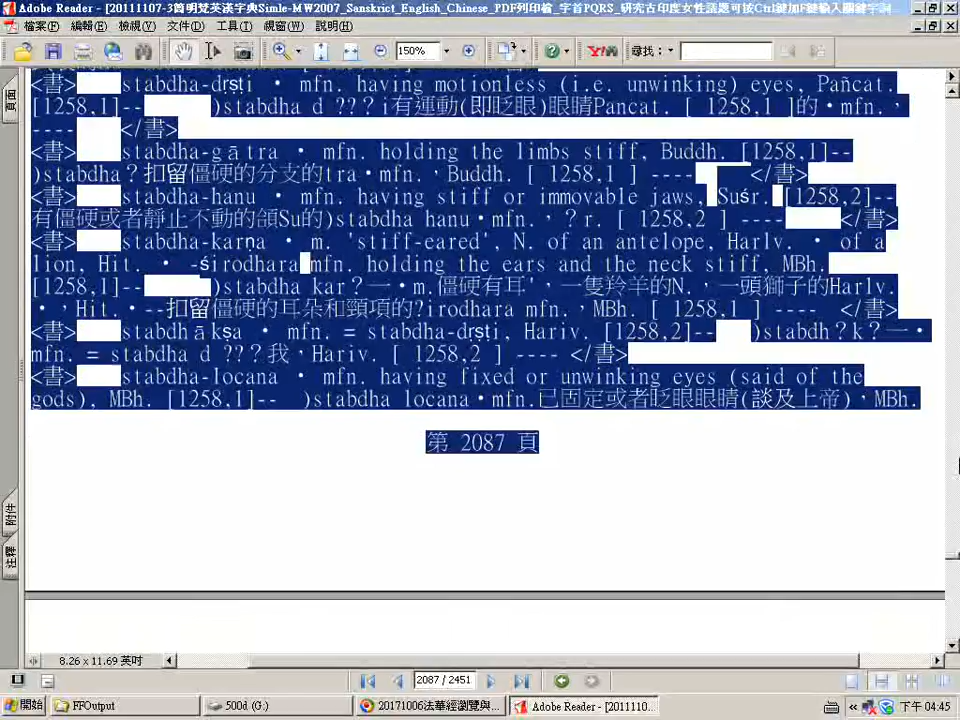 Adobe Reader - [20111107-3簡明梵英漢字典Simle-MW2007_Sanskrict_English_Chinese_PDF列印檔_字首PQRS_研究古印度女性議題可按Ctrl鍵加F鍵輸入關鍵字詞
檔案(F) 編輯(E) 檢視(V) 文件(D) 工具(T) 視窗(W) 說明(H)
150% ? Y! 尋找：
頁面
<書> stabdha-dṛṣṭi • mfn. having motionless (i.e. unwinking) eyes, Pañcat.
[1258,1]-- )stabdha d ???i有運動(即眨眼)眼睛Pancat. [ 1258,1 ]的•mfn.，
---- </書>
<書> stabdha-gātra • mfn. holding the limbs stiff, Buddh. [1258,1]--
)stabdha？扣留僵硬的分支的tra•mfn.，Buddh. [ 1258,1 ] ---- </書>
<書> stabdha-hanu • mfn. having stiff or immovable jaws, Suśr. [1258,2]--
有僵硬或者靜止不動的頜Su的)stabdha hanu•mfn.，？r. [ 1258,2 ] ---- </書>
<書> stabdha-karṇa • m. 'stiff-eared', N. of an antelope, Harlv. • of a
lion, Hit. • -śirodhara mfn. holding the ears and the neck stiff, MBh.
[1258,1]-- )stabdha kar？一•m.僵硬有耳'，一隻羚羊的N.，一頭獅子的Harlv.
•，Hit.•--扣留僵硬的耳朵和頸項的?irodhara mfn.，MBh. [ 1258,1 ] ---- </書>
<書> stabdhākṣa • mfn. = stabdha-dṛṣṭi, Hariv. [1258,2]-- )stabdh？k？一•
mfn. = stabdha d ???我，Hariv. [ 1258,2 ] ---- </書>
<書> stabdha-locana • mfn. having fixed or unwinking eyes (said of the
gods), MBh. [1258,1]-- )stabdha locana•mfn.已固定或者眨眼眼睛(談及上帝)，MBh.
第 2087 頁
附件
注釋
8.26 x 11.69 英吋
2087 / 2451
開始 FFOutput 500d (G:) 20171006法華經瀏覽與... Adobe Reader - [2011110... « 下午 04:45